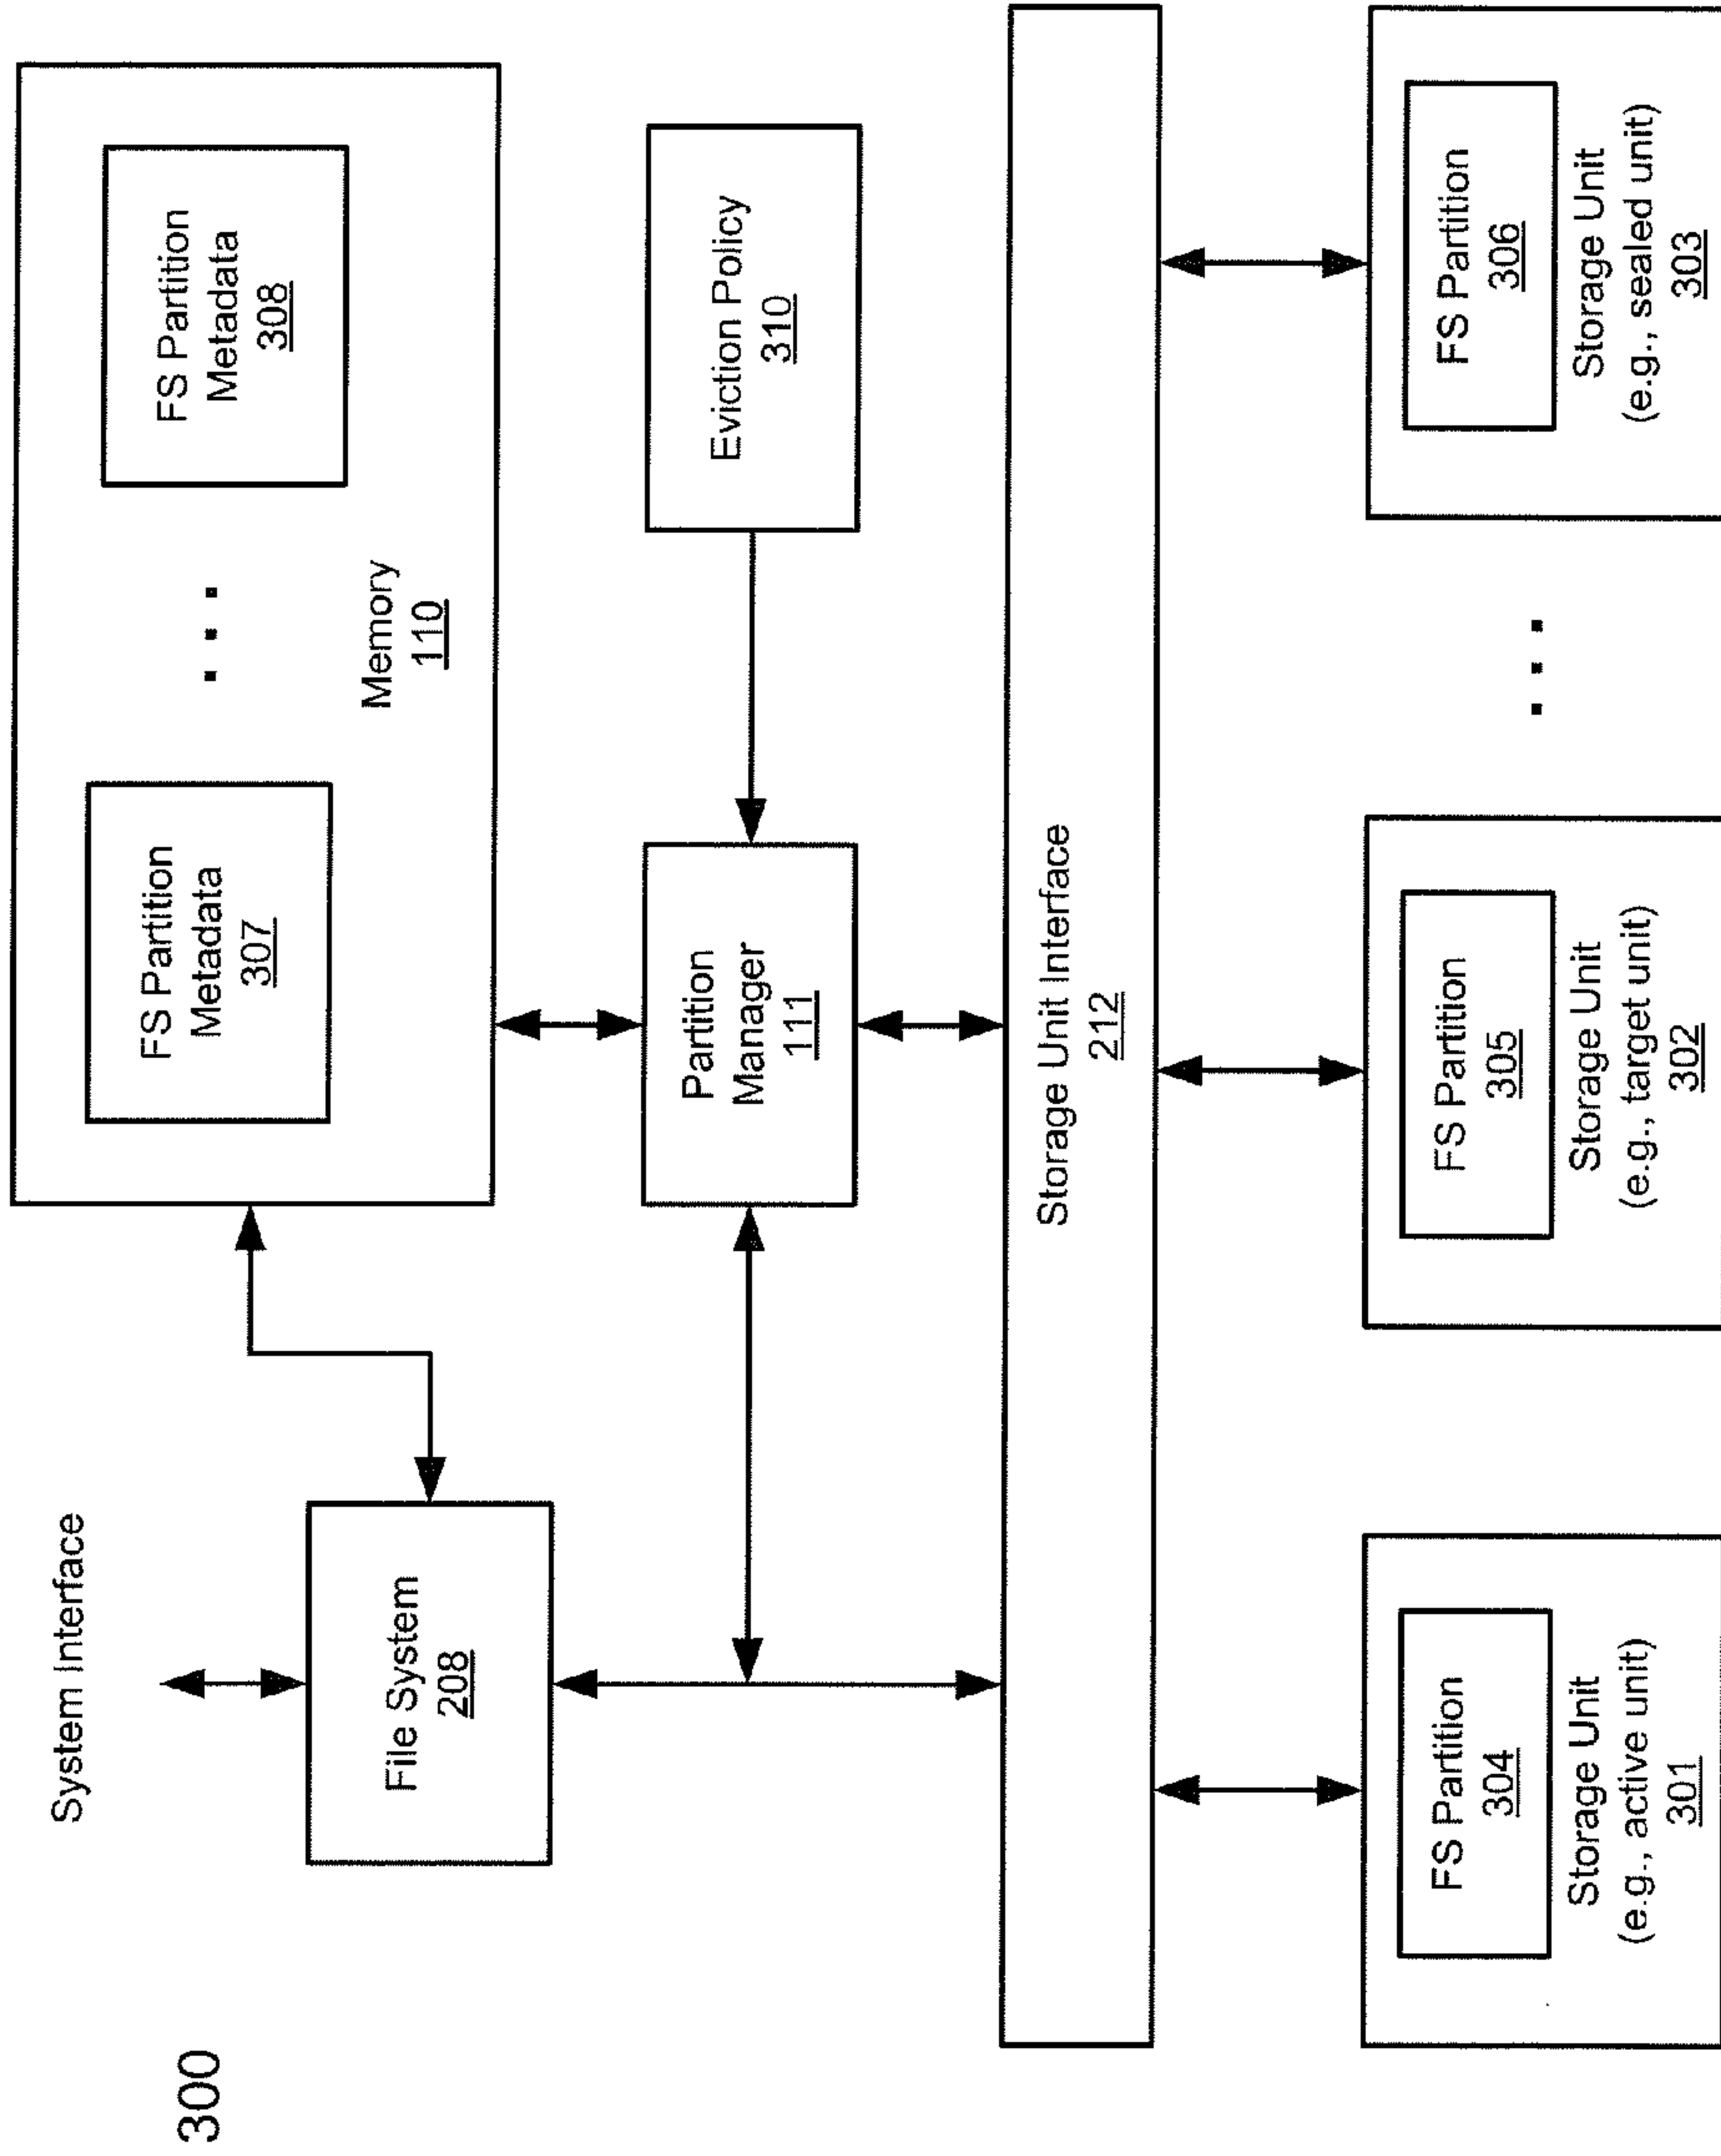 300
System Interface
File System
208
FS Partition
Metadata
307
. . .
FS Partition
Metadata
308
Memory
110
Partition
Manager
111
Eviction Policy
310
Storage Unit Interface
212
FS Partition
304
Storage Unit
(e.g., active unit)
301
FS Partition
305
Storage Unit
(e.g., target unit)
302
. . .
FS Partition
306
Storage Unit
(e.g., sealed unit)
303